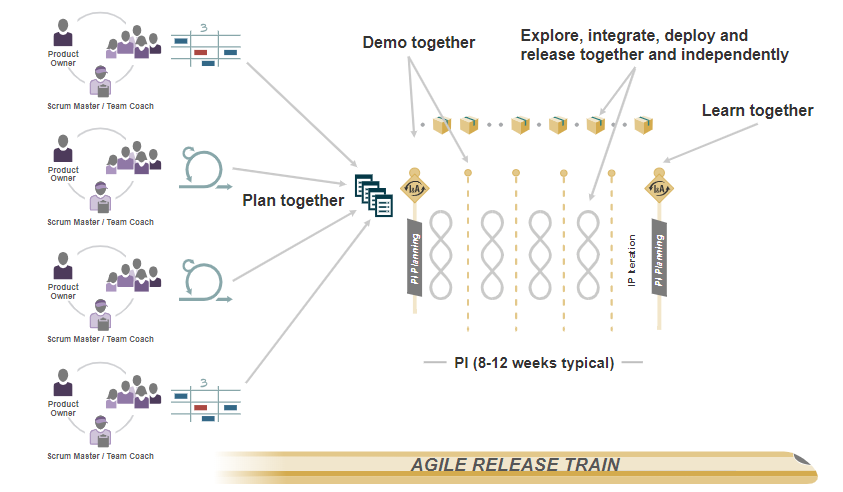 Product
Owner
Scrum Master / Team Coach
3
Product
Owner
Scrum Master / Team Coach
Product
Owner
Scrum Master / Team Coach
Product
Owner
Scrum Master / Team Coach
3
Plan together
Demo together
Explore, integrate, deploy and
release together and independently
Learn together
I&A
PI Planning
IP Iteration
I&A
PI Planning
PI (8-12 weeks typical)
AGILE RELEASE TRAIN